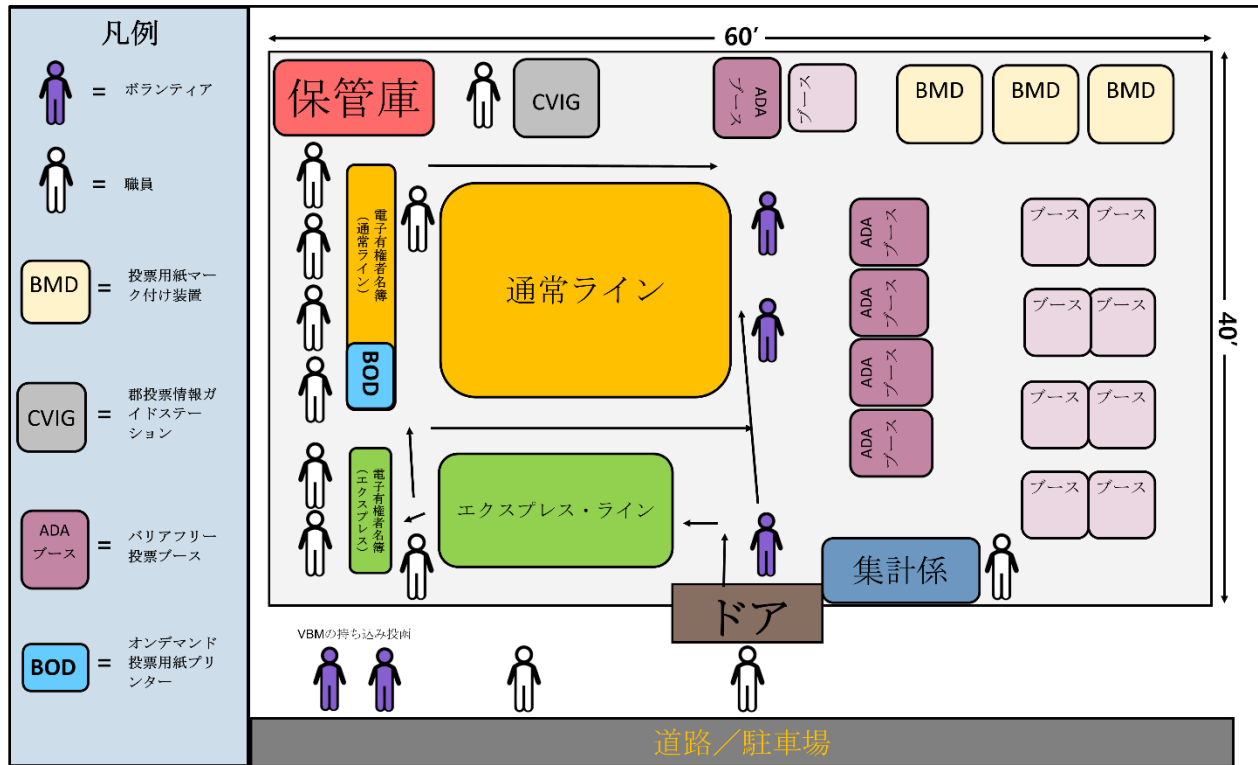 凡例
=
ボランティア
=
職員
BMD
=
投票用紙マー
ク付け装置
CVIG
=
郡投票情報ガ
イドステー
ション
ADA
ブース
=
バリアフリー
投票ブース
BOD
=
オンデマンド
投票用紙プリ
ンター
60’
40’
保管庫
CVIG
ADA
ブース
ブース
BMD
BMD
BMD
電子有権者名簿
(通常ライン)
BOD
通常ライン
ADA
ブース
ADA
ブース
ADA
ブース
ADA
ブース
ブース
ブース
ブース
ブース
ブース
ブース
ブース
ブース
電子有権者名簿
(エクスプレス)
エクスプレス・ライン
集計係
ドア
VBMの持ち込み投函
道路／駐車場